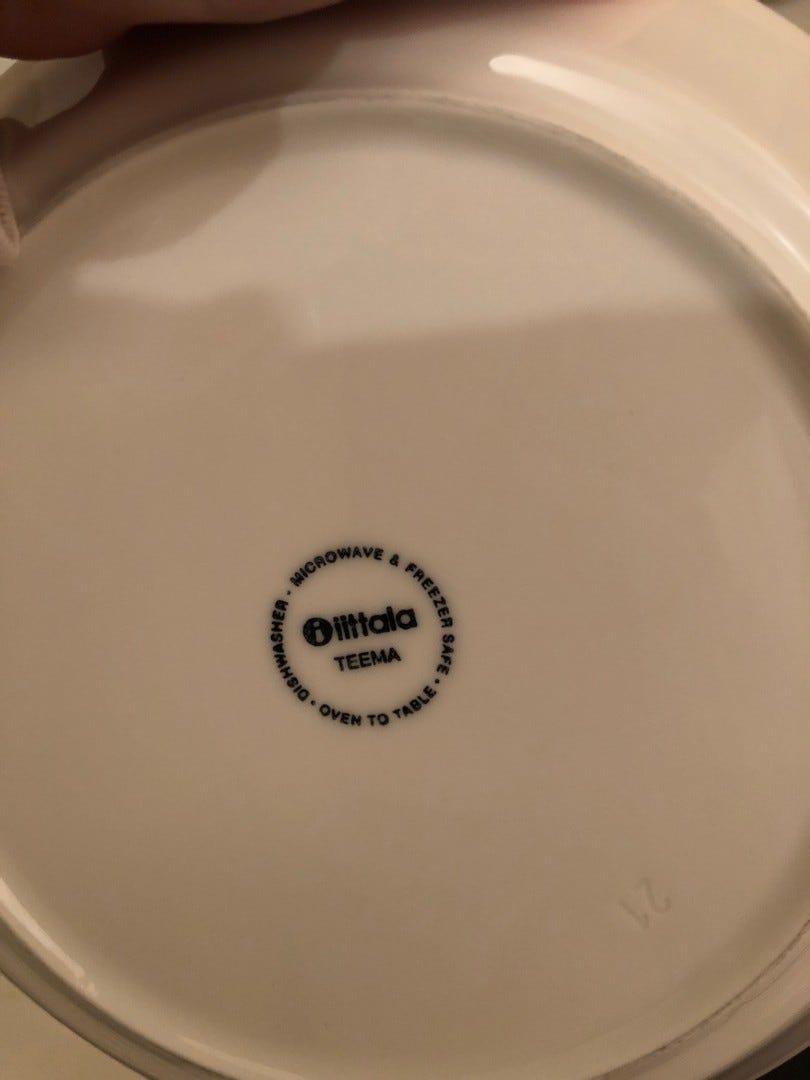 MICROWAVE & FREEZER SAFE · OVEN TO TABLE · DISHWASHER ·
iittala
TEEMA
21